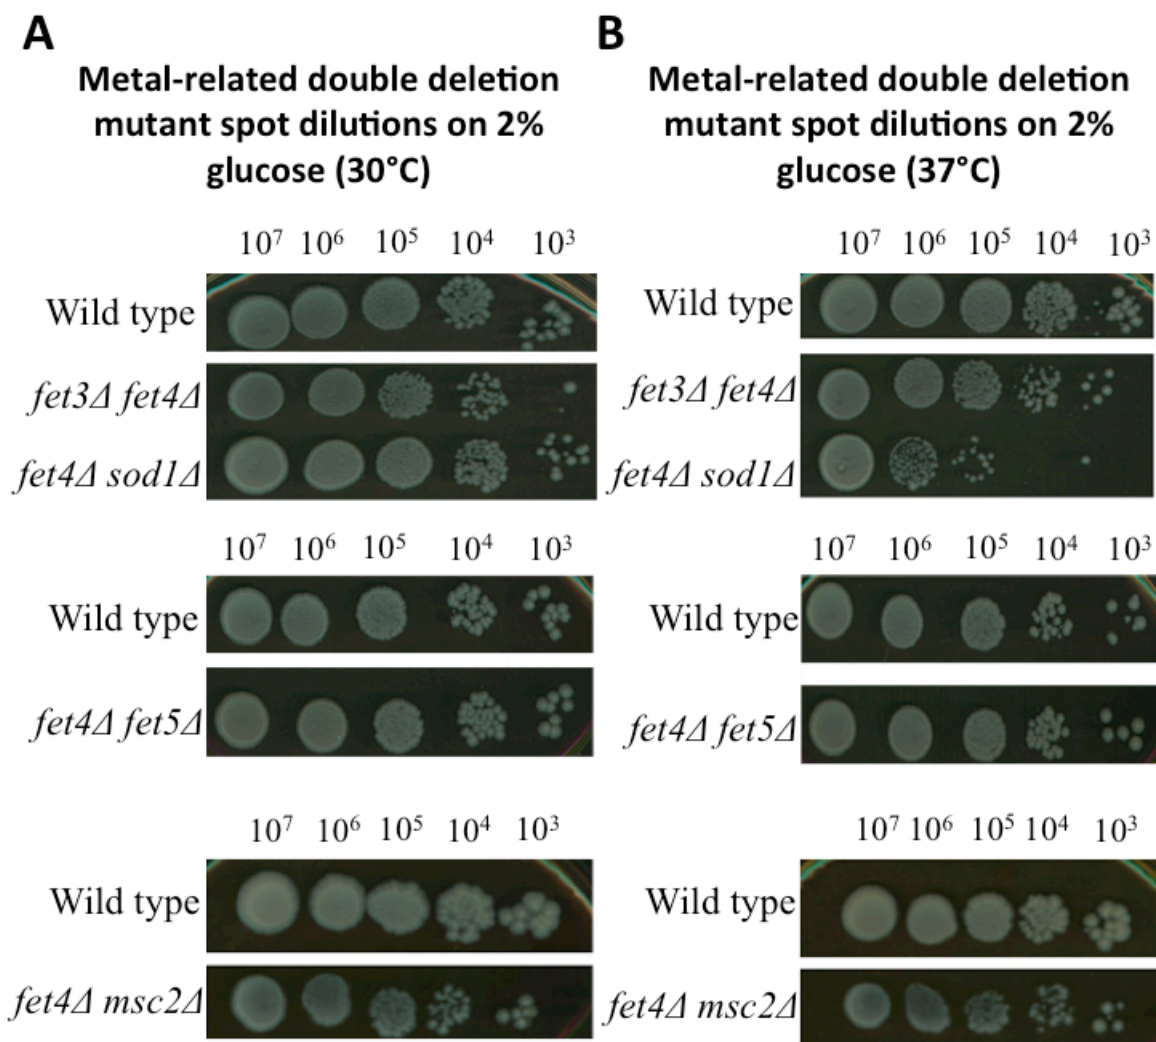 A
Metal-related double deletion
mutant spot dilutions on 2%
glucose (30°C)
10⁷ 10⁶ 10⁵ 10⁴ 10³
Wild type
fet3Δ fet4Δ
fet4Δ sod1Δ
10⁷ 10⁶ 10⁵ 10⁴ 10³
Wild type
fet4Δ fet5Δ
10⁷ 10⁶ 10⁵ 10⁴ 10³
Wild type
fet4Δ msc2Δ
B
Metal-related double deletion
mutant spot dilutions on 2%
glucose (37°C)
10⁷ 10⁶ 10⁵ 10⁴ 10³
Wild type
fet3Δ fet4Δ
fet4Δ sod1Δ
10⁷ 10⁶ 10⁵ 10⁴ 10³
Wild type
fet4Δ fet5Δ
10⁷ 10⁶ 10⁵ 10⁴ 10³
Wild type
fet4Δ msc2Δ